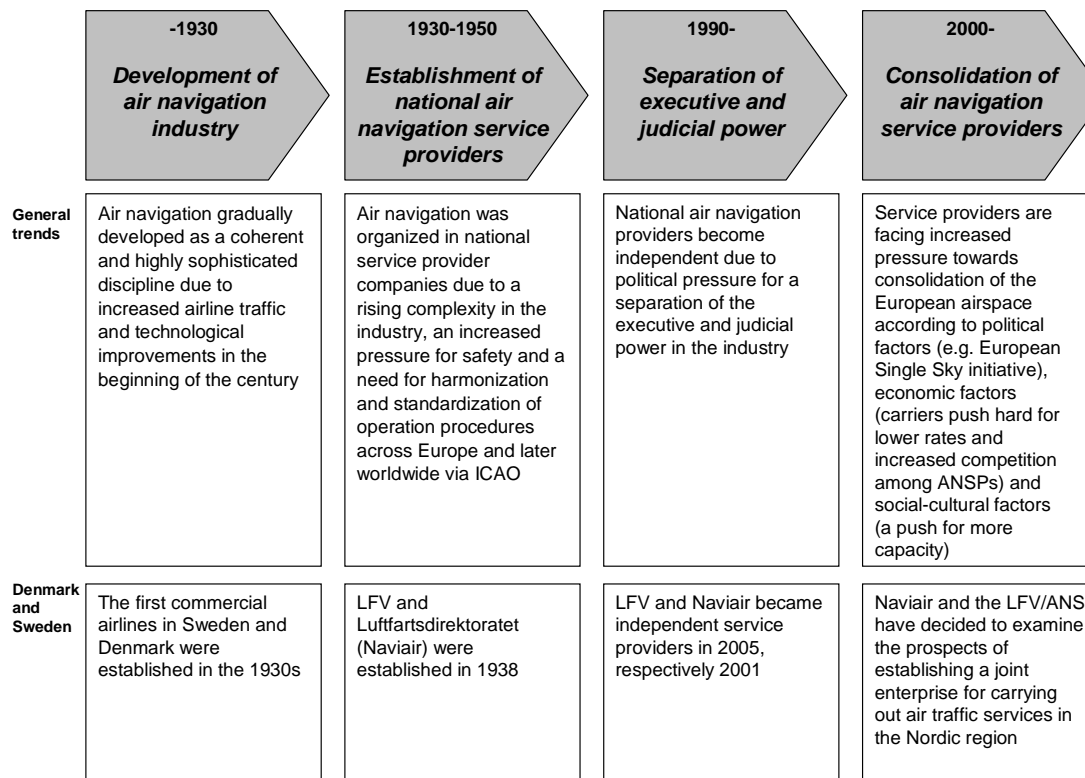 -1930
Development of
air navigation
industry
1930-1950
Establishment of
national air
navigation service
providers
1990-
Separation of
executive and
judicial power
2000-
Consolidation of
air navigation
service providers
General
trends
Air navigation gradually
developed as a coherent
and highly sophisticated
discipline due to
increased airline traffic
and technological
improvements in the
beginning of the century
Air navigation was
organized in national
service provider
companies due to a
rising complexity in the
industry, an increased
pressure for safety and a
need for harmonization
and standardization of
operation procedures
across Europe and later
worldwide via ICAO
National air navigation
providers become
independent due to
political pressure for a
separation of the
executive and judicial
power in the industry
Service providers are
facing increased
pressure towards
consolidation of the
European airspace
according to political
factors (e.g. European
Single Sky initiative),
economic factors
(carriers push hard for
lower rates and
increased competition
among ANSPs) and
social-cultural factors
(a push for more
capacity)
Denmark
and
Sweden
The first commercial
airlines in Sweden and
Denmark were
established in the 1930s
LFV and
Luftfartsdirektoratet
(Naviair) were
established in 1938
LFV and Naviair became
independent service
providers in 2005,
respectively 2001
Naviair and the LFV/ANS
have decided to examine
the prospects of
establishing a joint
enterprise for carrying
out air traffic services in
the Nordic region